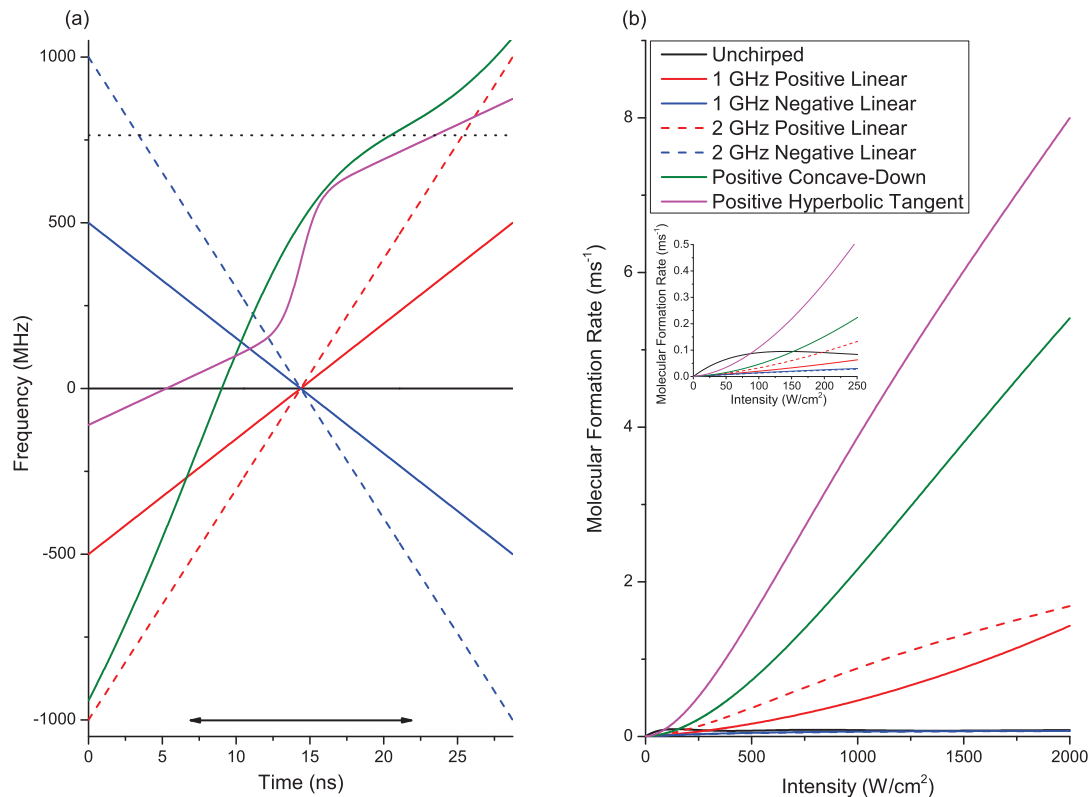 (a)
1000
500
0
-500
-1000
Frequency (MHz)
0
5
10
15
20
25
Time (ns)
(b)
Unchirped
1 GHz Positive Linear
1 GHz Negative Linear
2 GHz Positive Linear
2 GHz Negative Linear
Positive Concave-Down
Positive Hyperbolic Tangent
8
6
4
2
0
Molecular Formation Rate (ms⁻¹)
0.5
0.4
0.3
0.2
0.1
0.0
Molecular Formation Rate (ms⁻¹)
0
50
100
150
200
250
Intensity (W/cm²)
0
500
1000
1500
2000
Intensity (W/cm²)